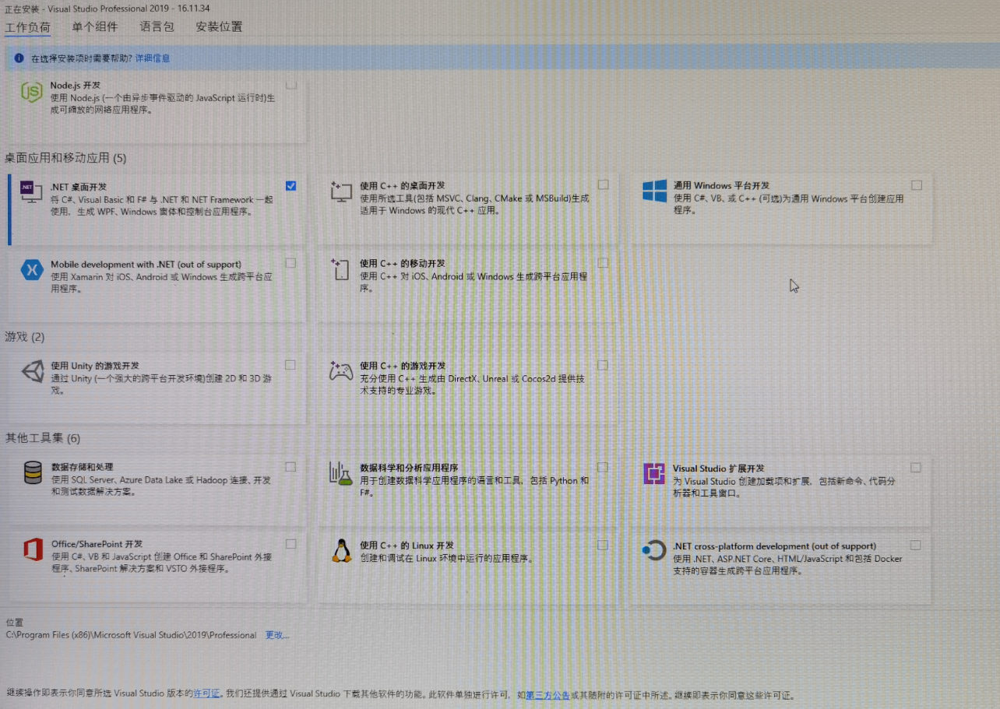 正在安装 - Visual Studio Professional 2019 - 16.11.34
工作负荷 单个组件 语言包 安装位置
在选择安装项时需要帮助? 详细信息
Node.js 开发
使用 Node.js (一个由异步事件驱动的 JavaScript 运行时)生
成可缩放的网络应用程序。
桌面应用和移动应用 (5)
.NET
.NET 桌面开发
将 C#、Visual Basic 和 F# 与 .NET 和 NET Framework 一起
使用，生成 WPF、Windows 窗体和控制台应用程序。
使用 C++ 的桌面开发
使用所选工具(包括 MSVC、Clang、CMake 或 MSBuild)生成
适用于 Windows 的现代 C++ 应用。
通用 Windows 平台开发
使用 C#、VB、或 C++ (可选)为通用 Windows 平台创建应用
程序。
Mobile development with .NET (out of support)
使用 Xamarin 对 iOS、Android 或 Windows 生成跨平台应
用程序。
使用 C++ 的移动开发
使用 C++ 对 iOS、Android 或 Windows 生成跨平台应用程
序。
游戏 (2)
使用 Unity 的游戏开发
通过 Unity (一个强大的跨平台开发环境)创建 2D 和 3D 游
戏。
使用 C++ 的游戏开发
充分使用 C++ 生成由 DirectX、Unreal 或 Cocos2d 提供技
术支持的专业游戏。
其他工具集 (6)
数据存储和处理
使用 SQL Server、Azure Data Lake 或 Hadoop 连接、开发
和测试数据解决方案。
数据科学和分析应用程序
用于创建数据科学应用程序的语言和工具，包括 Python 和
F#。
Visual Studio 扩展开发
为 Visual Studio 创建加载项和扩展，包括新命令、代码分
析器和工具窗口。
Office/SharePoint 开发
使用 C#、VB 和 JavaScript 创建 Office 和 SharePoint 外接
程序、SharePoint 解决方案和 VSTO 外接程序。
使用 C++ 的 Linux 开发
创建和调试在 Linux 环境中运行的应用程序。
.NET cross-platform development (out of support)
使用 .NET、ASP.NET Core、HTML/JavaScript 和包括 Docker
支持的容器生成跨平台应用程序。
位置
C:\Program Files (x86)\Microsoft Visual Studio\2019\Professional 更改...
继续操作即表示你同意所选 Visual Studio 版本的许可证。我们还提供通过 Visual Studio 下载其他软件的功能。此软件单独进行许可，如第三方公告或其随附的许可证中所述。继续即表示你同意这些许可证。